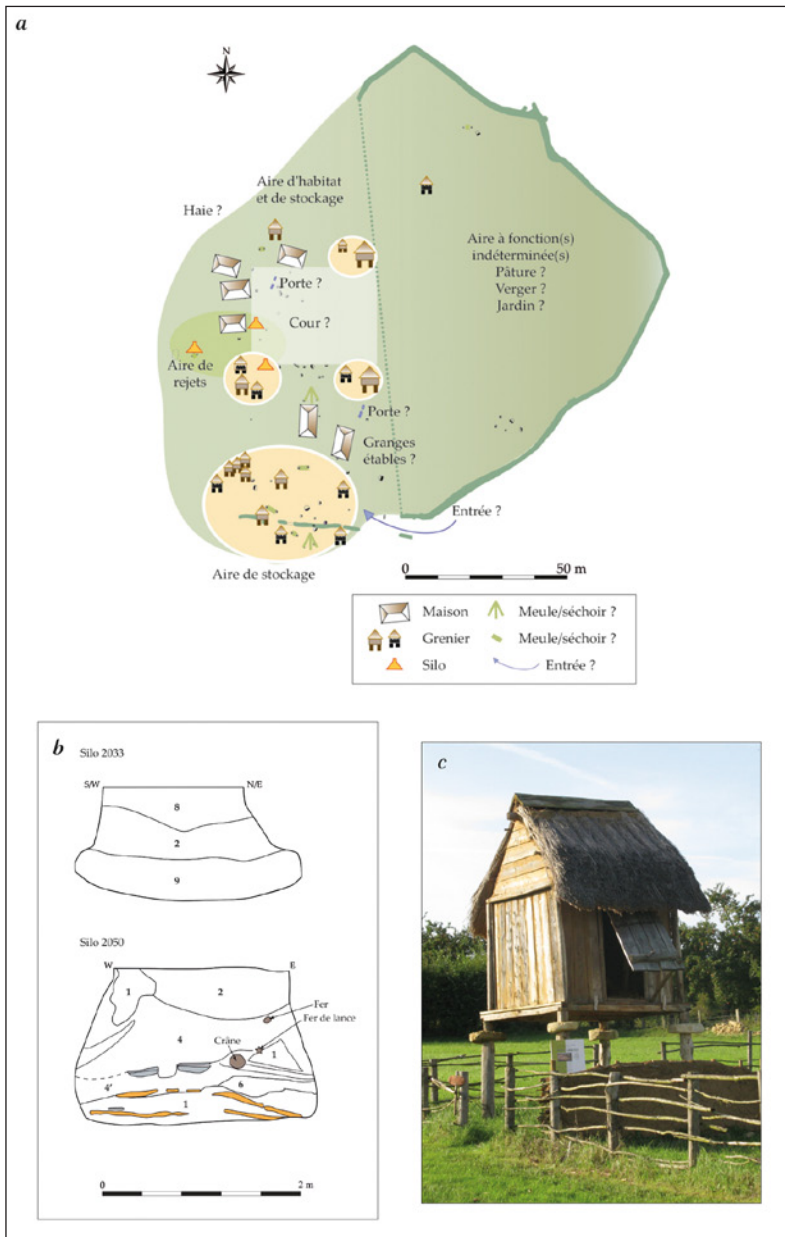 a
N
Aire d'habitat
et de stockage
Haie ?
Aire à fonction(s)
indéterminée(s)
Pâture ?
Verger ?
Jardin ?
Porte ?
Cour ?
Aire de
rejets
Porte ?
Granges
étables ?
Entrée ?
Aire de stockage
0 50 m
Maison Meule/séchoir ?
Grenier Meule/séchoir ?
Silo Entrée ?
b
Silo 2033
S/W N/E
8
2
9
Silo 2050
W E
1 2
Fer
Fer de lance
4 Crâne 1
4' 6
1
0 2 m
c